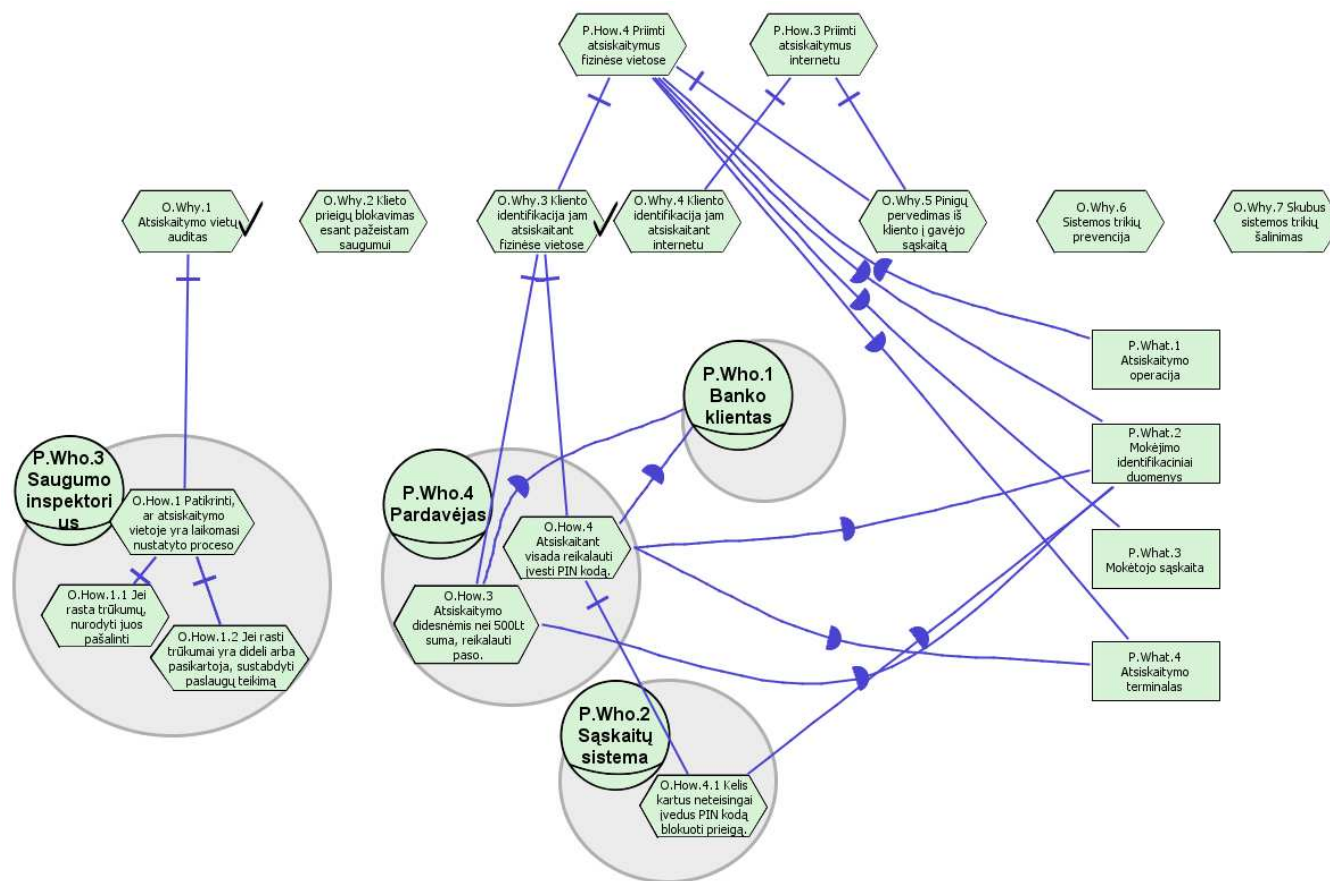 P.How.4 Priimti
atsiskaitymus
fizinėse vietose
P.How.3 Priimti
atsiskaitymus
internetu
O.Why.1
Atsiskaitymo vietų
auditas
O.Why.2 Klieto
prieigų blokavimas
esant pažeistam
saugumui
O.Why.3 Kliento
identifikacija jam
atsiskaitant
fizinėse vietose
O.Why.4 Kliento
identifikacija jam
atsiskaitant
internetu
O.Why.5 Pinigų
pervedimas iš
kliento į gavėjo
sąskaitą
O.Why.6
Sistemos trikių
prevencija
O.Why.7 Skubus
sistemos trikių
šalinimas
P.What.1
Atsiskaitymo
operacija
P.Who.1
Banko
klientas
P.What.2
Mokėjimo
identifikaciniai
duomenys
P.Who.3
Saugumo
inspektori
us
P.Who.4
Pardavėjas
O.How.1 Patikrinti,
ar atsiskaitymo
vietoje yra laikomasi
nustatyto proceso
O.How.4
Atsiskaitant
visada reikalauti
įvesti PIN kodą.
P.What.3
Mokėtojo sąskaita
O.How.1.1 Jei
rasta trūkumų,
nurodyti juos
pašalinti
O.How.3
Atsiskaitymo
didesnėmis nei 500Lt
suma, reikalauti
paso.
O.How.1.2 Jei rasti
trūkumai yra dideli arba
pasikartoja, sustabdyti
paslaugų teikimą
P.What.4
Atsiskaitymo
terminalas
P.Who.2
Sąskaitų
sistema
O.How.4.1 Kelis
kartus neteisingai
įvedus PIN kodą
blokuoti prieigą.